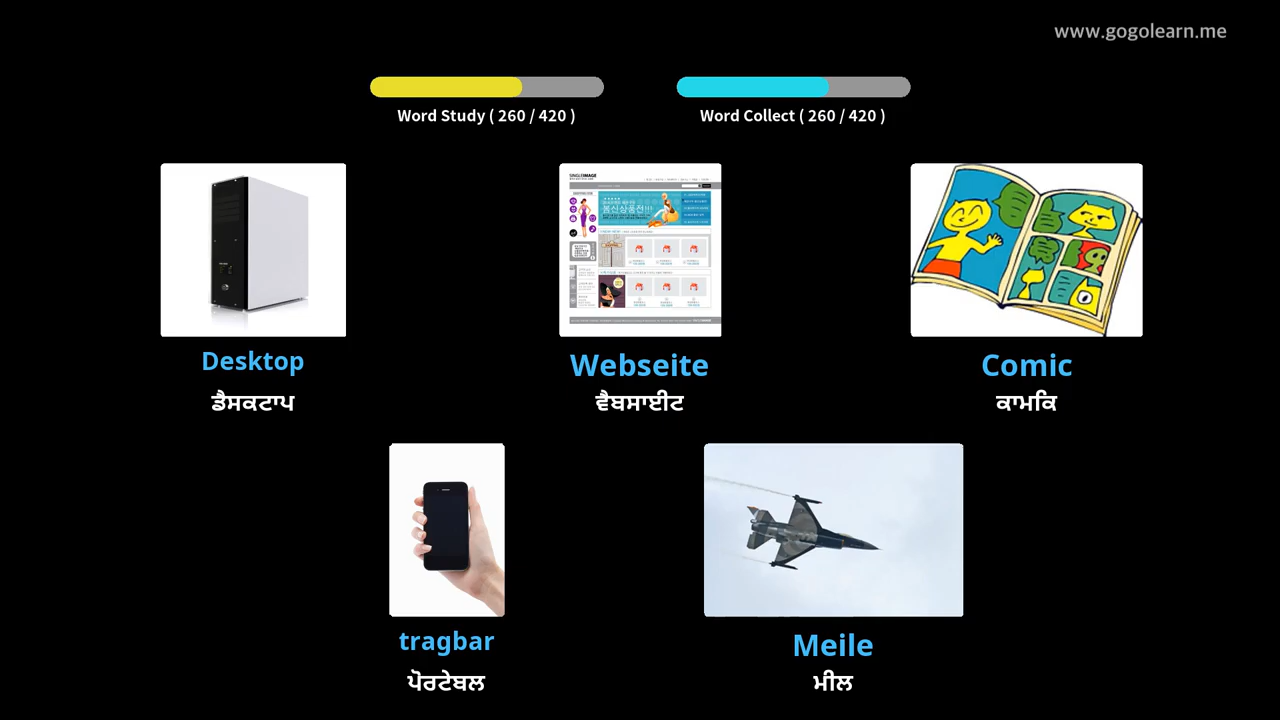 www.gogolearn.me
Word Study ( 260 / 420 )
Word Collect ( 260 / 420 )
Desktop
ਡੈਸਕਟਾਪ
Webseite
ਵੈਬਸਾਈਟ
Comic
ਕਾਮਕਿ
tragbar
ਪੋਰਟੇਬਲ
Meile
ਮੀਲ